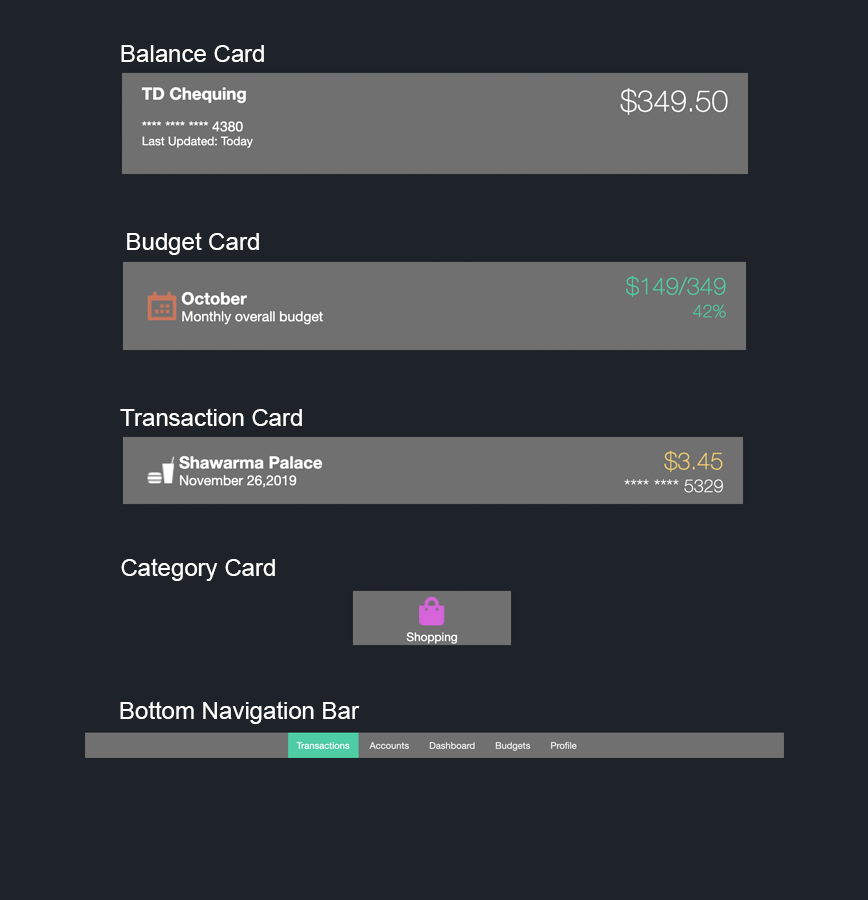 Balance Card
TD Chequing
$349.50
**** **** **** 4380
Last Updated: Today
Budget Card
October
Monthly overall budget
$149/349
42%
Transaction Card
Shawarma Palace
November 26,2019
$3.45
**** **** 5329
Category Card
Shopping
Bottom Navigation Bar
Transactions Accounts Dashboard Budgets Profile